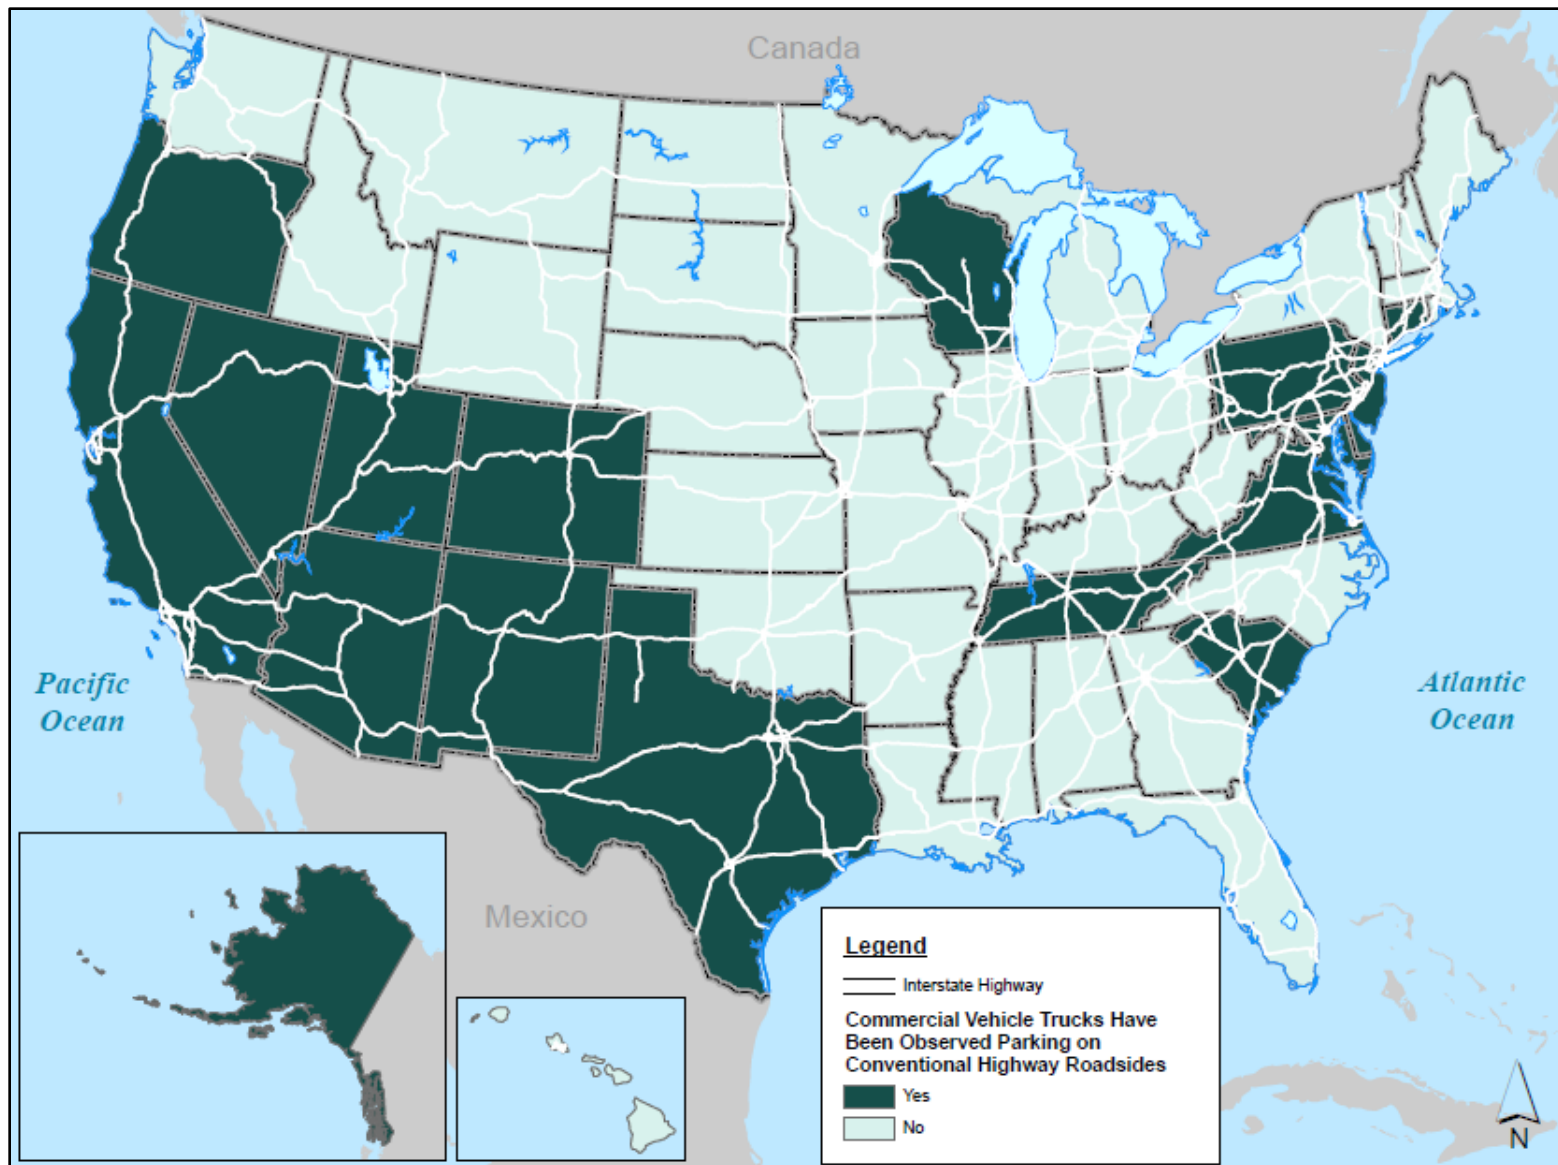 Canada
Pacific
Ocean
Atlantic
Ocean
Mexico
Legend
Interstate Highway
Commercial Vehicle Trucks Have
Been Observed Parking on
Conventional Highway Roadsides
Yes
No
N